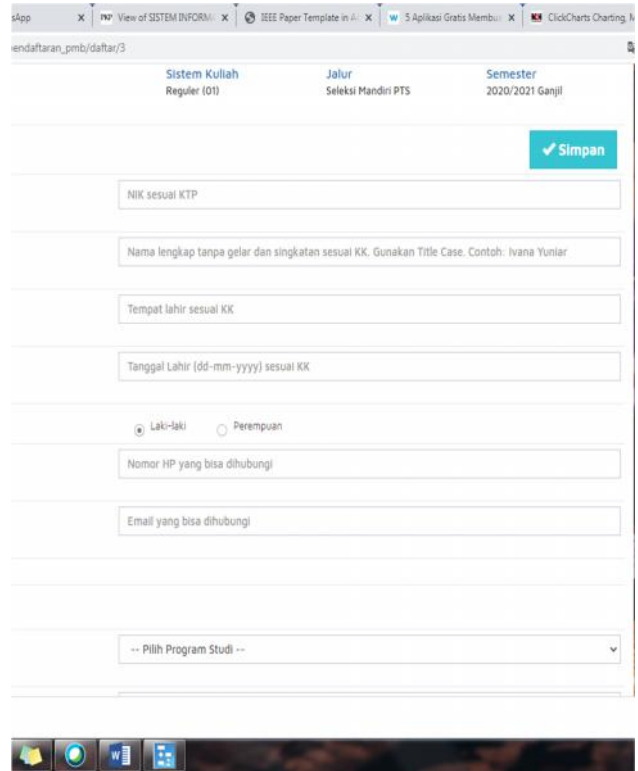 sApp x View of SISTEM INFORMA x IEEE Paper Template in A x W 5 Aplikasi Gratis Membu x ClickCharts Charting, M
endaftaran_pmb/daftar/3
Sistem Kuliah Jalur Semester
Reguler (01) Seleksi Mandiri PTS 2020/2021 Ganjil
Simpan
NIK sesuai KTP
Nama lengkap tanpa gelar dan singkatan sesuai KK. Gunakan Title Case. Contoh: Ivana Yuniar
Tempat lahir sesuai KK
Tanggal Lahir (dd-mm-yyyy) sesuai KK
Laki-laki Perempuan
Nomor HP yang bisa dihubungi
Email yang bisa dihubungi
-- Pilih Program Studi --